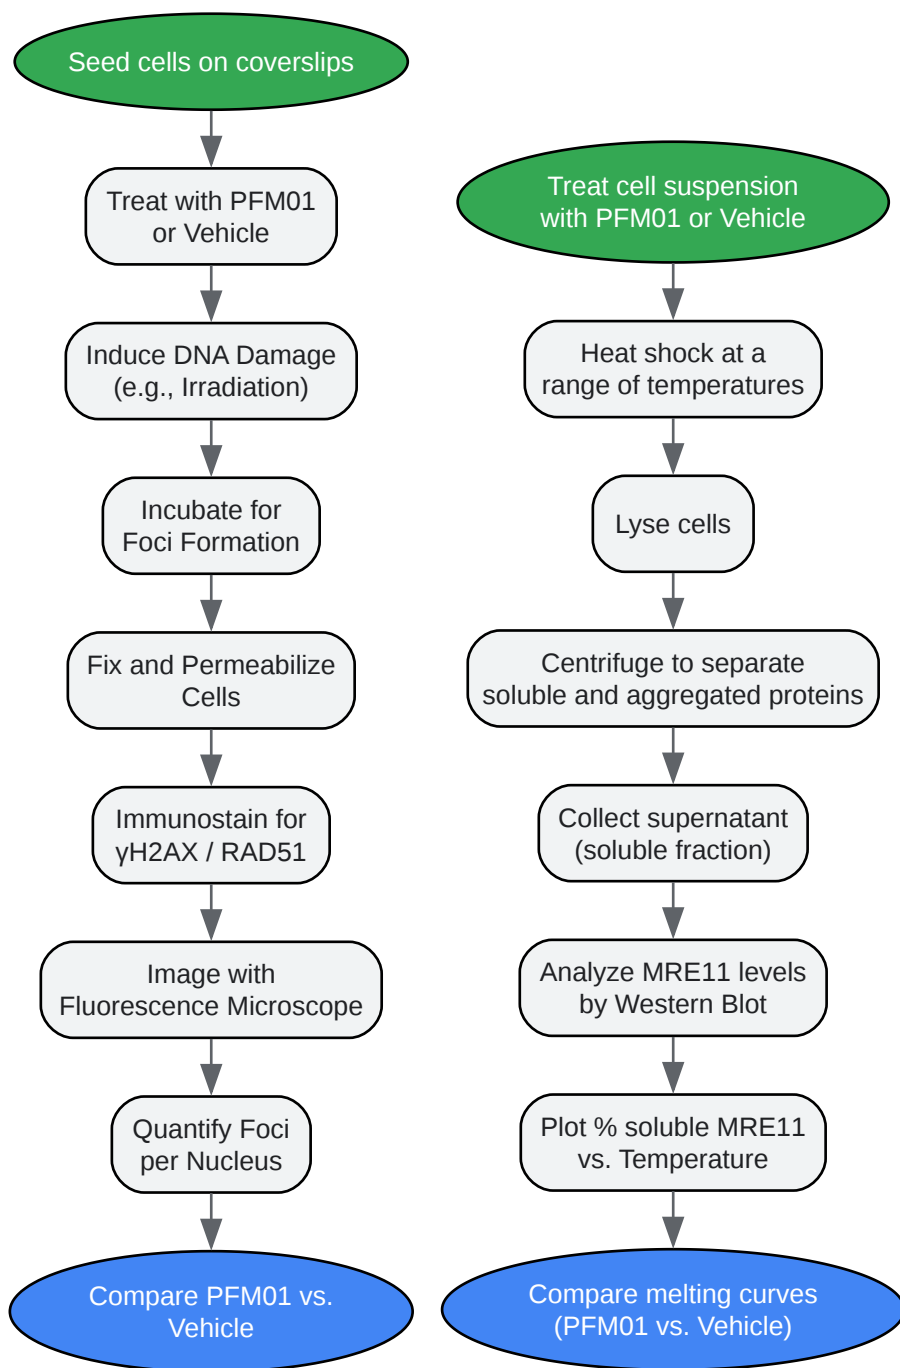 Seed cells on coverslips
Treat with PFM01
or Vehicle
Induce DNA Damage
(e.g., Irradiation)
Incubate for
Foci Formation
Fix and Permeabilize
Cells
Immunostain for
γH2AX / RAD51
Image with
Fluorescence Microscope
Quantify Foci
per Nucleus
Compare PFM01 vs.
Vehicle
Treat cell suspension
with PFM01 or Vehicle
Heat shock at a
range of temperatures
Lyse cells
Centrifuge to separate
soluble and aggregated proteins
Collect supernatant
(soluble fraction)
Analyze MRE11 levels
by Western Blot
Plot % soluble MRE11
vs. Temperature
Compare melting curves
(PFM01 vs. Vehicle)